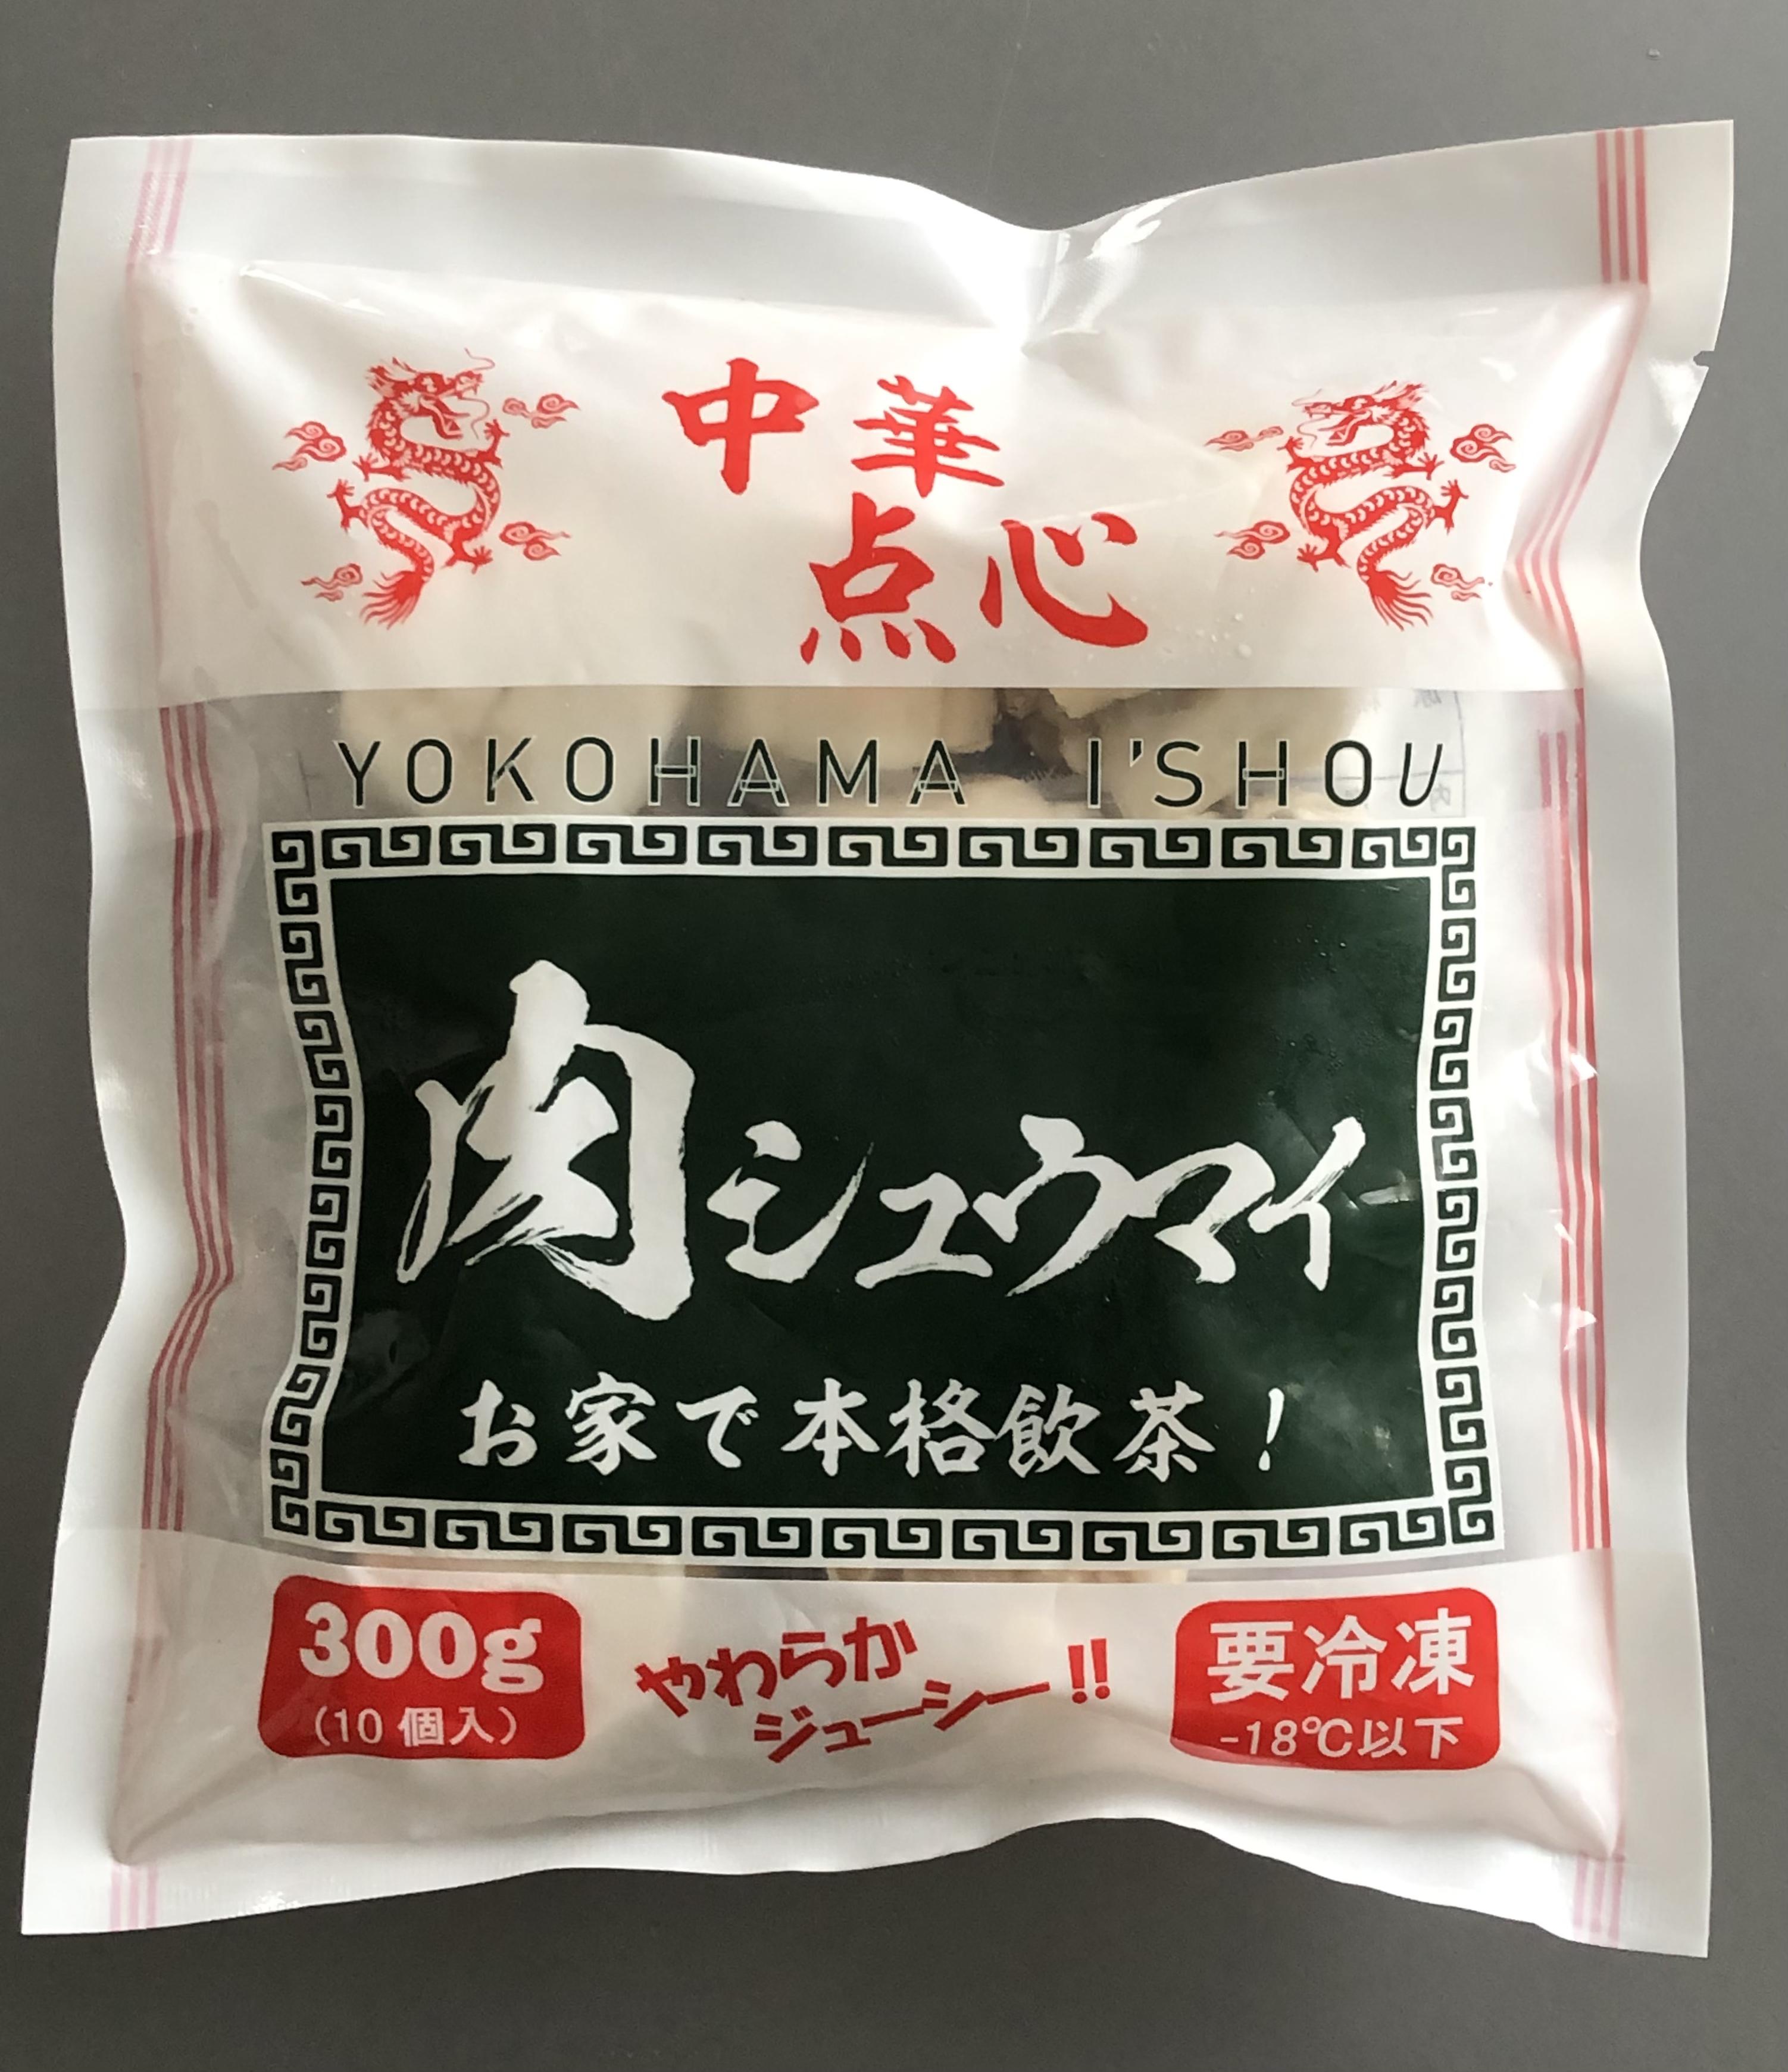 中華
点心
YOKOHAMA I'SHOU
肉シュウマイ
お家で本格飲茶!
300g
(10個入)
やわらか
ジューシー!!
要冷凍
-18℃以下